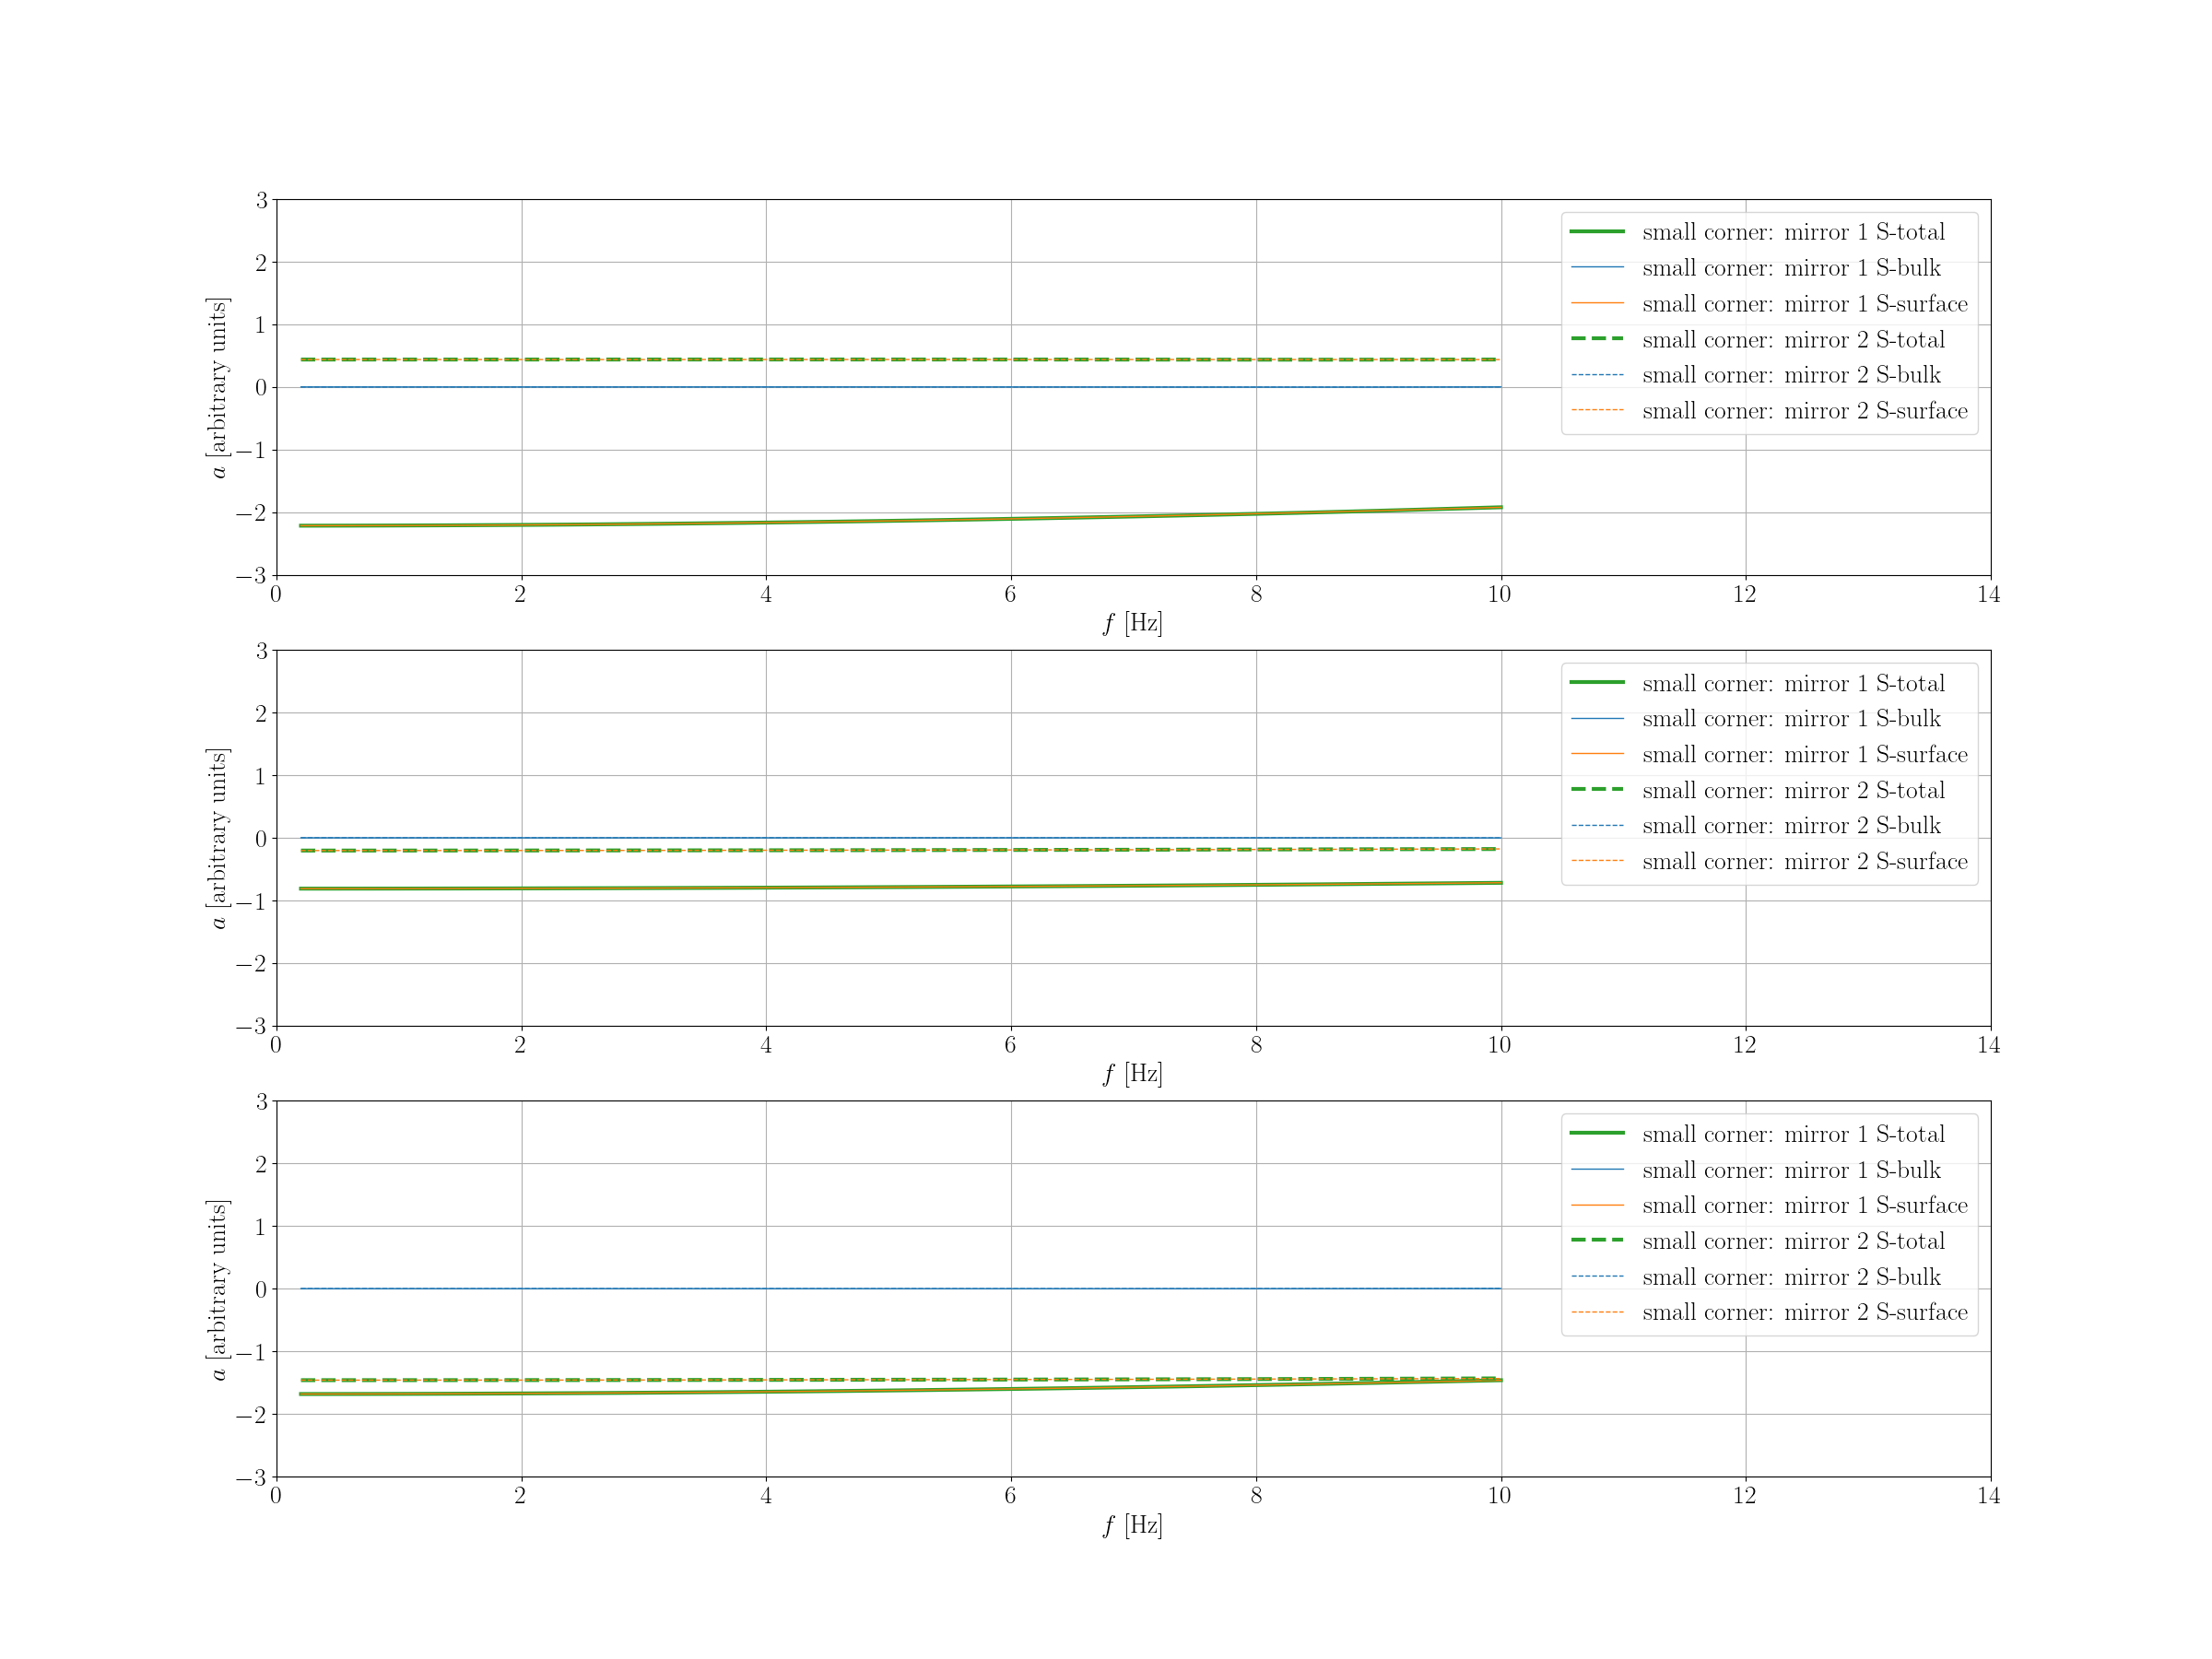 3
2
1
0
−1
−2
−3
a [arbitrary units]
0 2 4 6 8 10 12 14
f [Hz]
small corner: mirror 1 S-total
small corner: mirror 1 S-bulk
small corner: mirror 1 S-surface
small corner: mirror 2 S-total
small corner: mirror 2 S-bulk
small corner: mirror 2 S-surface
3
2
1
0
−1
−2
−3
a [arbitrary units]
0 2 4 6 8 10 12 14
f [Hz]
small corner: mirror 1 S-total
small corner: mirror 1 S-bulk
small corner: mirror 1 S-surface
small corner: mirror 2 S-total
small corner: mirror 2 S-bulk
small corner: mirror 2 S-surface
3
2
1
0
−1
−2
−3
a [arbitrary units]
0 2 4 6 8 10 12 14
f [Hz]
small corner: mirror 1 S-total
small corner: mirror 1 S-bulk
small corner: mirror 1 S-surface
small corner: mirror 2 S-total
small corner: mirror 2 S-bulk
small corner: mirror 2 S-surface